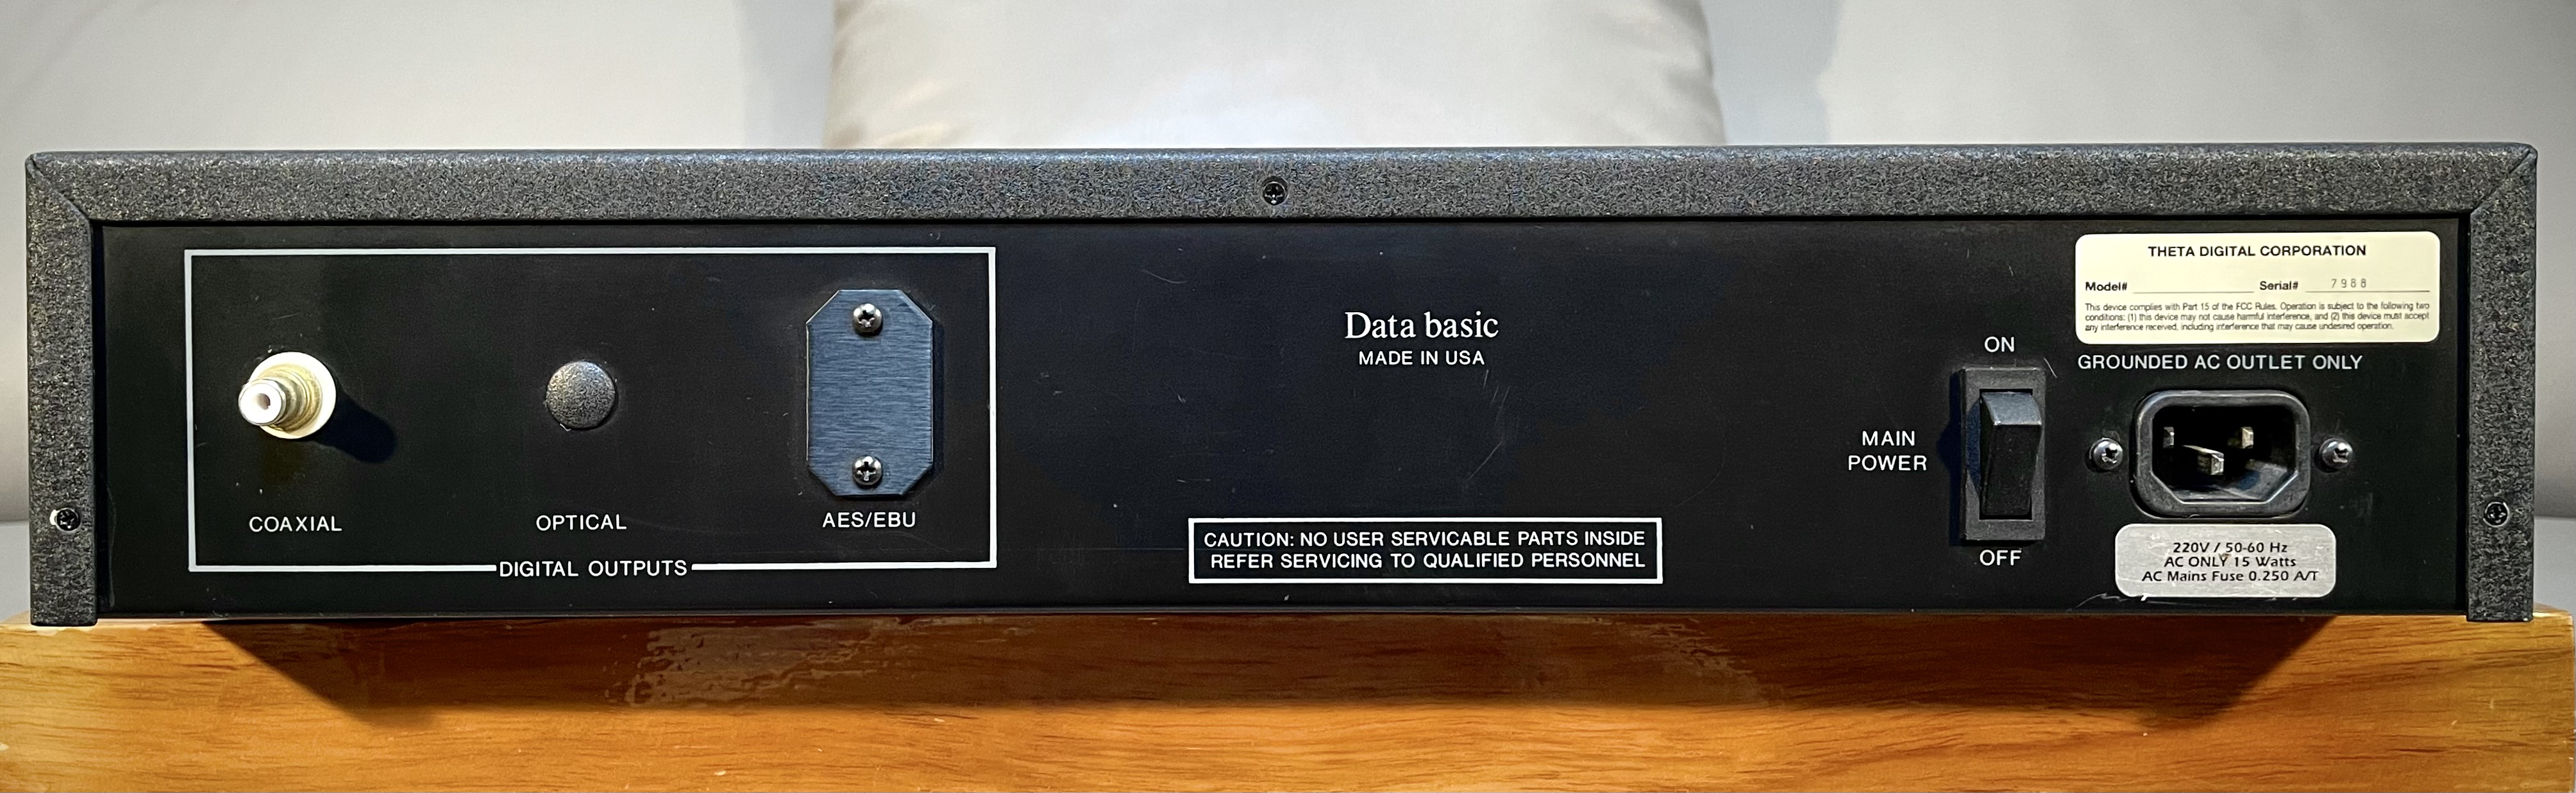 COAXIAL
OPTICAL
AES/EBU
DIGITAL OUTPUTS
Data basic
MADE IN USA
CAUTION: NO USER SERVICABLE PARTS INSIDE
REFER SERVICING TO QUALIFIED PERSONNEL
ON
MAIN
POWER
OFF
THETA DIGITAL CORPORATION
Model# Serial# 7988
This device complies with Part 15 of the FCC Rules. Operation is subject to the following two
conditions: (1) this device may not cause harmful interference, and (2) this device must accept
any interference received, including interference that may cause undesired operation.
GROUNDED AC OUTLET ONLY
220V / 50-60 Hz
AC ONLY 15 Watts
AC Mains Fuse 0.250 A/T